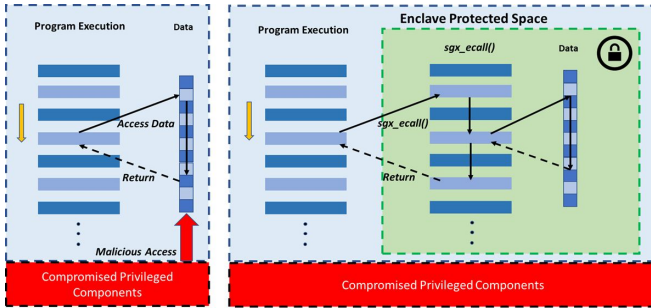 Program Execution
Data
Access Data
Return
Malicious Access
Compromised Privileged
Components
Enclave Protected Space
Program Execution
sgx_ecall()
Data
sgx_ecall()
Return
Compromised Privileged Components